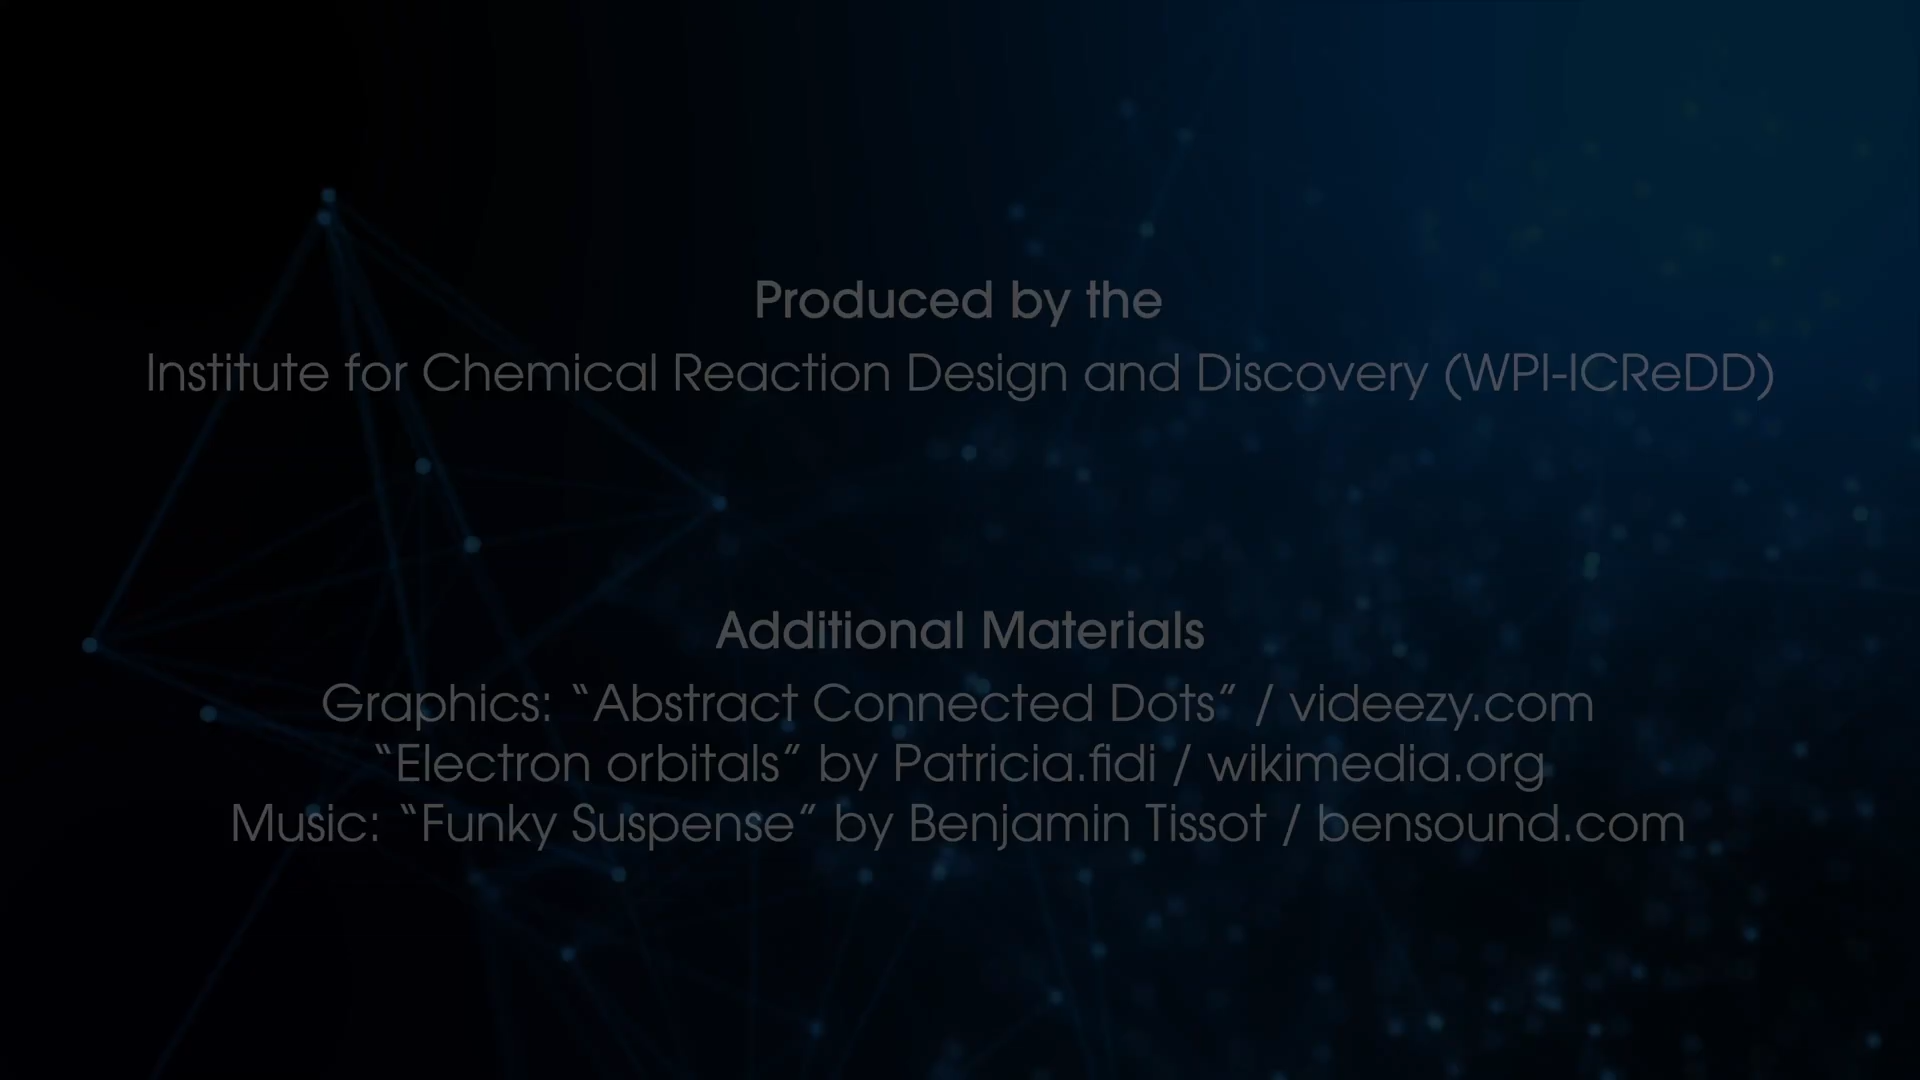 Produced by the
Institute for Chemical Reaction Design and Discovery (WPI-ICReDD)
Additional Materials
Graphics: “Abstract Connected Dots” / videezy.com
“Electron orbitals” by Patricia.fidi / wikimedia.org
Music: “Funky Suspense” by Benjamin Tissot / bensound.com